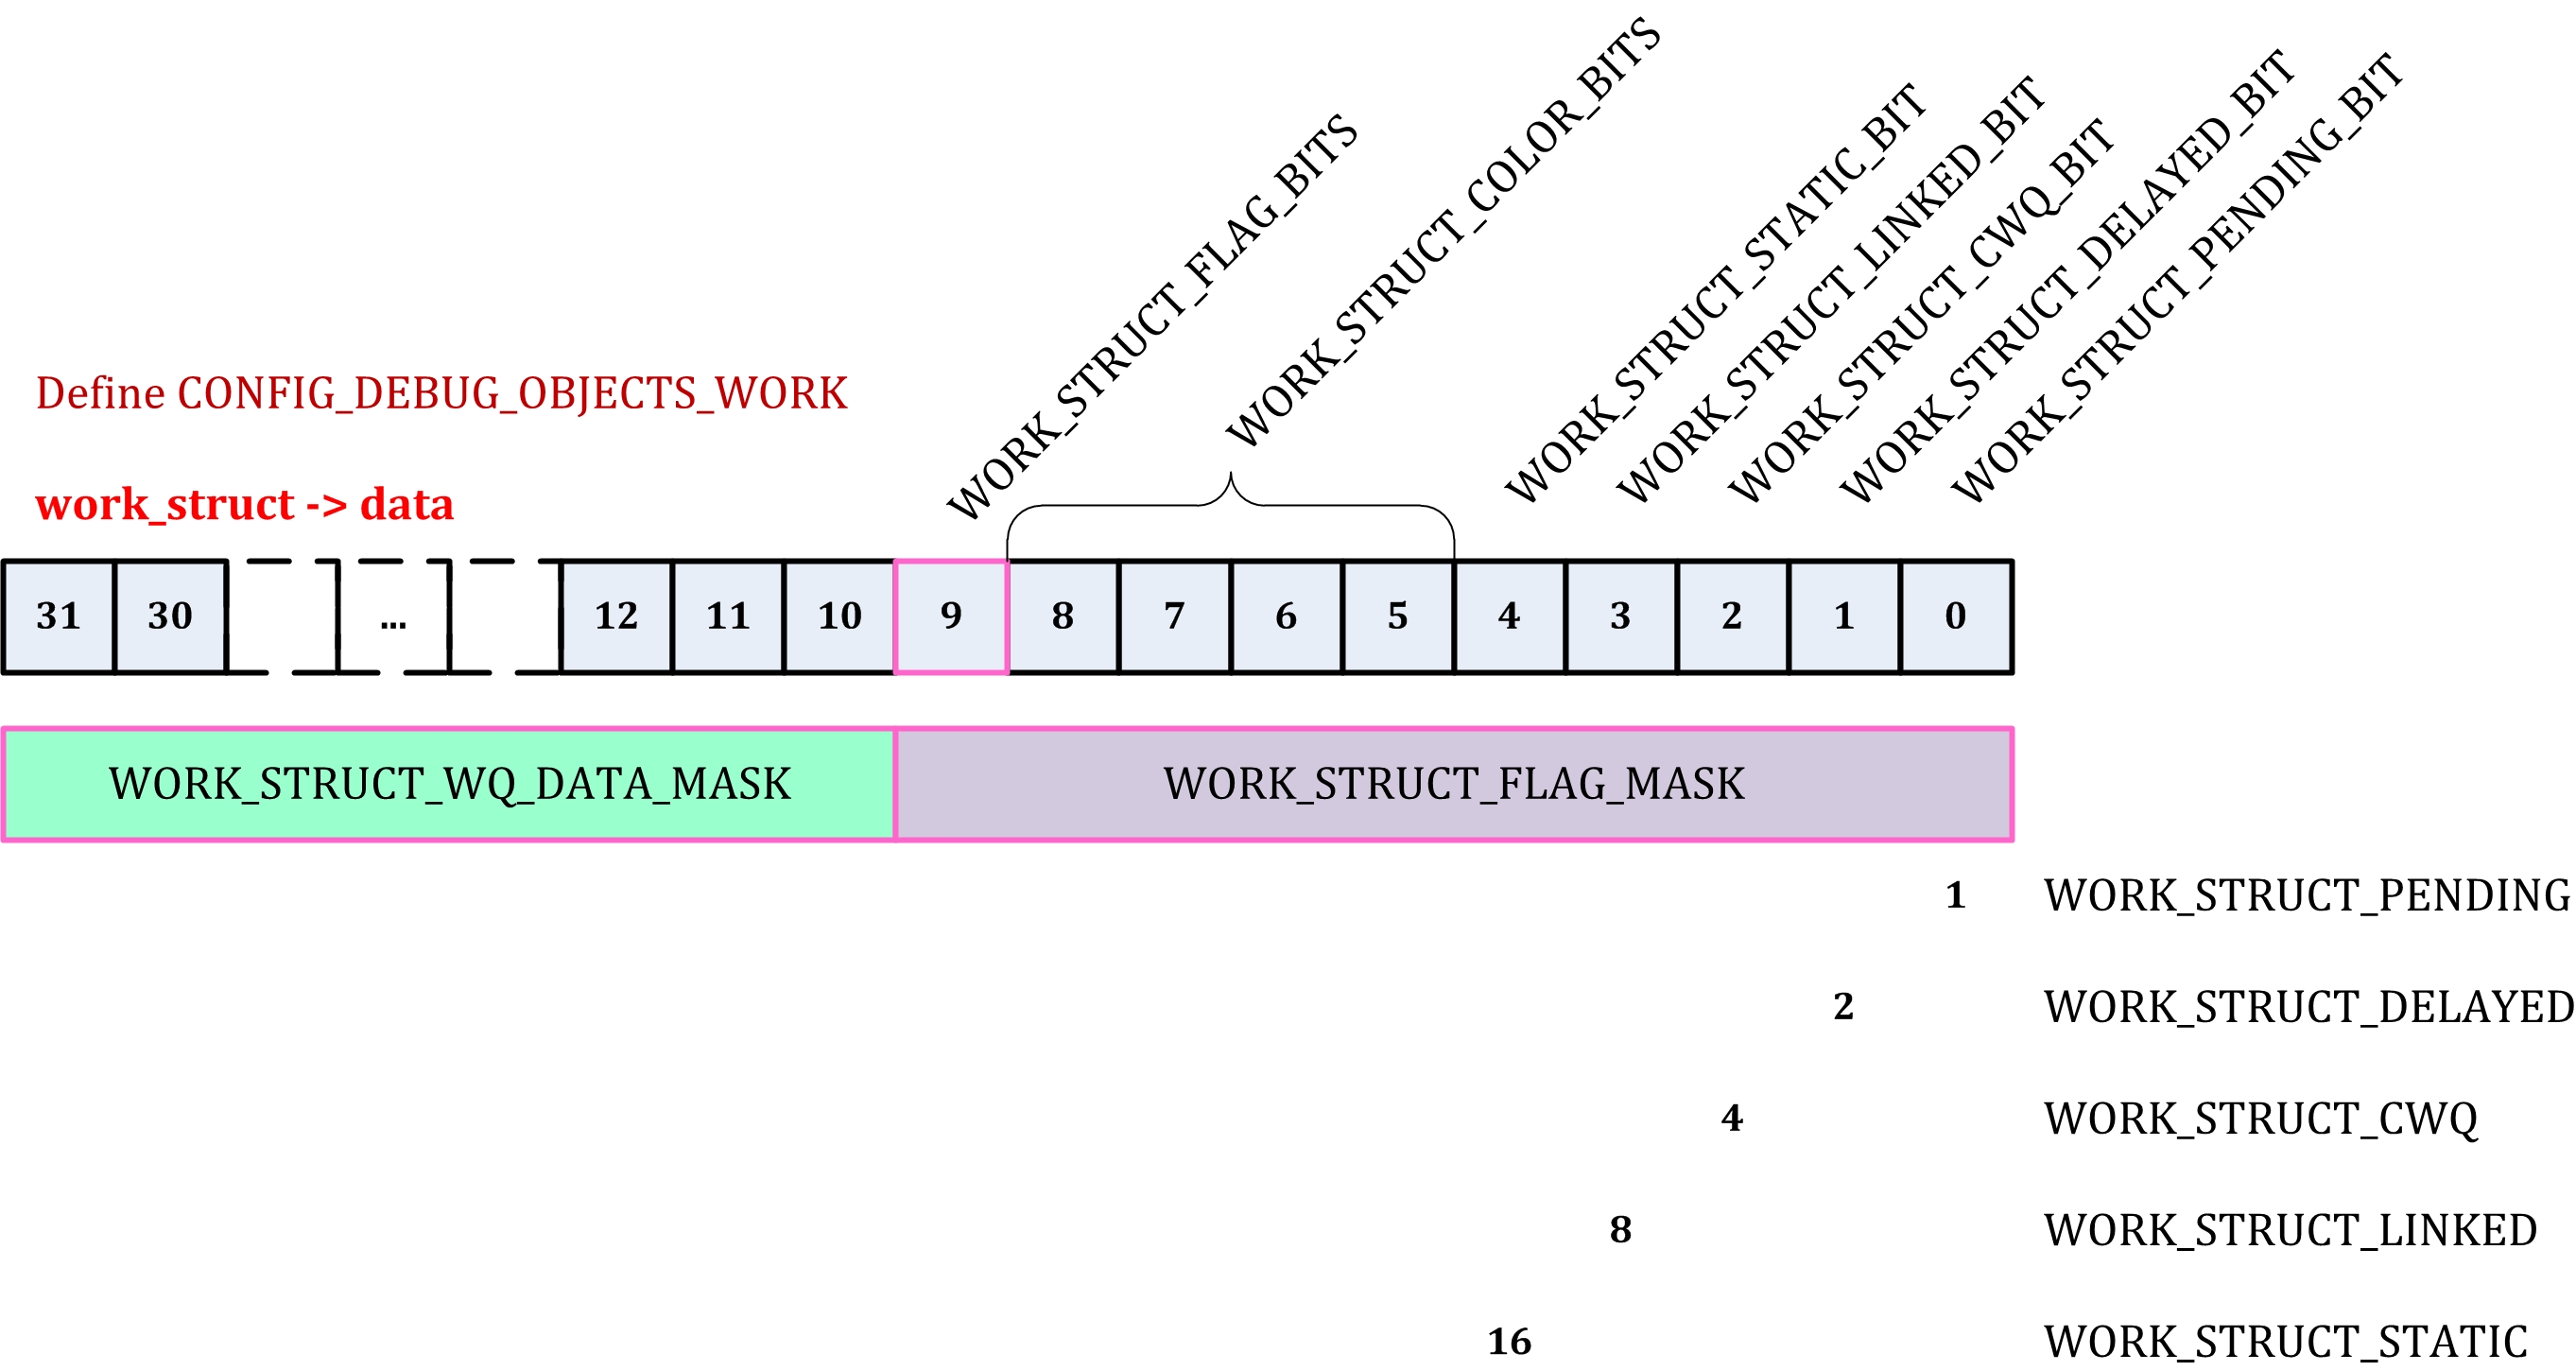 WORK_STRUCT_FLAG_BITS
WORK_STRUCT_COLOR_BITS
WORK_STRUCT_STATIC_BIT
WORK_STRUCT_LINKED_BIT
WORK_STRUCT_CWQ_BIT
WORK_STRUCT_DELAYED_BIT
WORK_STRUCT_PENDING_BIT
Define CONFIG_DEBUG_OBJECTS_WORK
work_struct -> data
31 30 ... 12 11 10 9 8 7 6 5 4 3 2 1 0
WORK_STRUCT_WQ_DATA_MASK WORK_STRUCT_FLAG_MASK
1 WORK_STRUCT_PENDING
2 WORK_STRUCT_DELAYED
4 WORK_STRUCT_CWQ
8 WORK_STRUCT_LINKED
16 WORK_STRUCT_STATIC